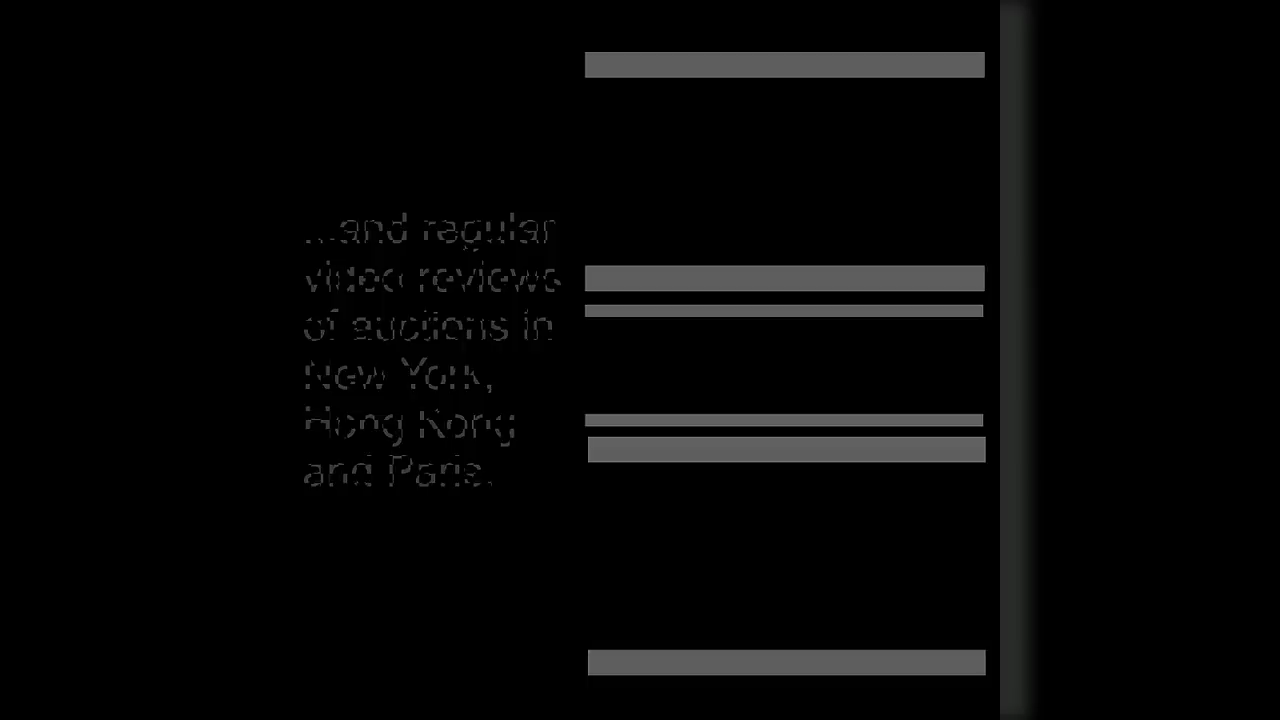 ...and regular
video reviews
of auctions in
New York,
Hong Kong
and Paris.